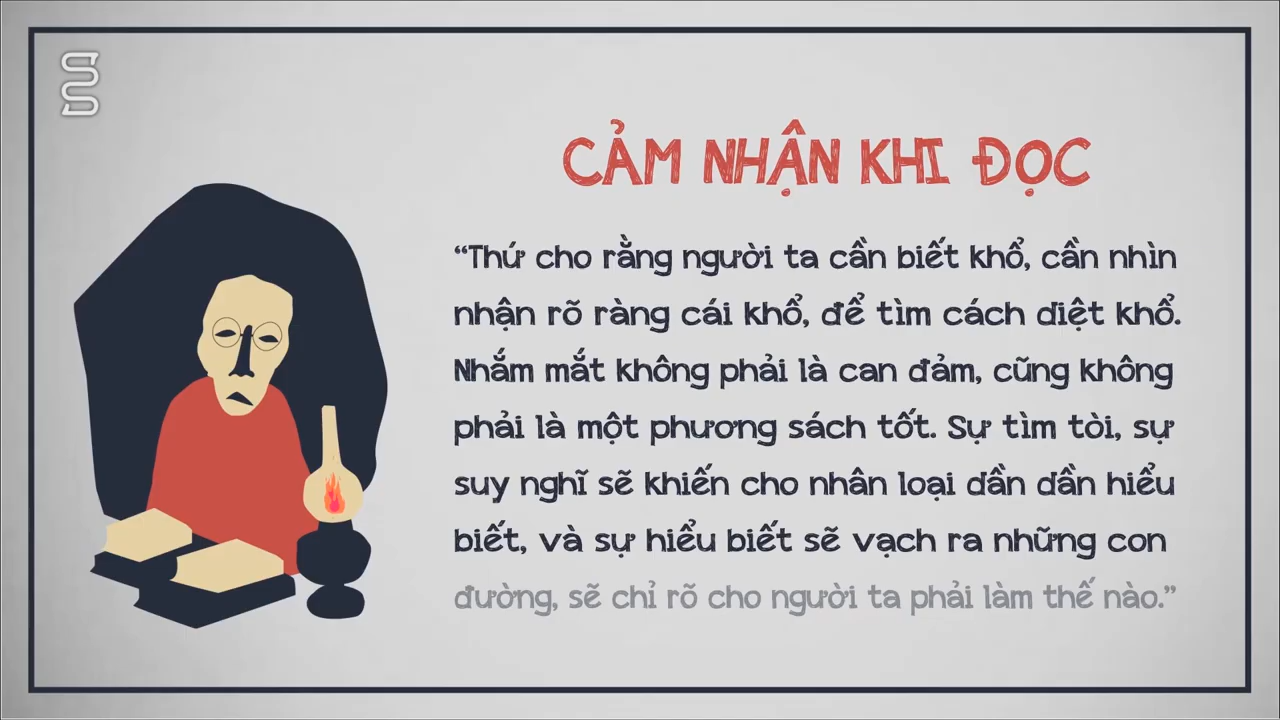 CẢM NHẬN KHI ĐỌC
“Thứ cho rằng người ta cần biết khổ, cần nhìn
nhận rõ ràng cái khổ, để tìm cách diệt khổ.
Nhắm mắt không phải là can đảm, cũng không
phải là một phương sách tốt. Sự tìm tòi, sự
suy nghĩ sẽ khiến cho nhân loại dần dần hiểu
biết, và sự hiểu biết sẽ vạch ra những con
đường, sẽ chỉ rõ cho người ta phải làm thế nào.”